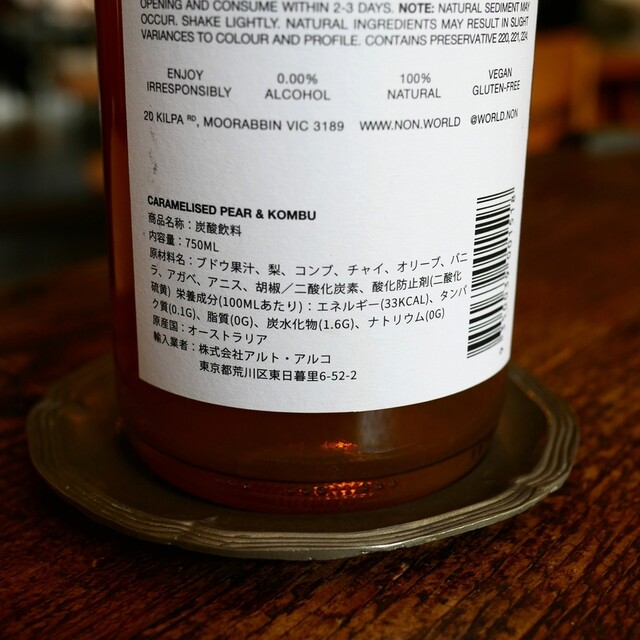 OPENING AND CONSUME WITHIN 2-3 DAYS. NOTE: NATURAL SEDIMENT MAY
OCCUR. SHAKE LIGHTLY. NATURAL INGREDIENTS MAY RESULT IN SLIGHT
VARIANCES TO COLOUR AND PROFILE. CONTAINS PRESERVATIVE 220, 221, 224.
ENJOY IRRESPONSIBLY
0.00% ALCOHOL
100% NATURAL
VEGAN GLUTEN-FREE
20 KILPA RD, MOORABBIN VIC 3189 WWW.NON.WORLD @WORLD.NON
CARAMELISED PEAR & KOMBU
商品名称：炭酸飲料
内容量：750ML
原材料名：ブドウ果汁、梨、コンブ、チャイ、オリーブ、バニ
ラ、アガベ、アニス、胡椒／二酸化炭素、酸化防止剤(二酸化
硫黄) 栄養成分(100MLあたり)：エネルギー(33KCAL)、タンパ
ク質(0.1G)、脂質(0G)、炭水化物(1.6G)、ナトリウム(0G)
原産国：オーストラリア
輸入業者：株式会社アルト・アルコ
東京都荒川区東日暮里6-52-2